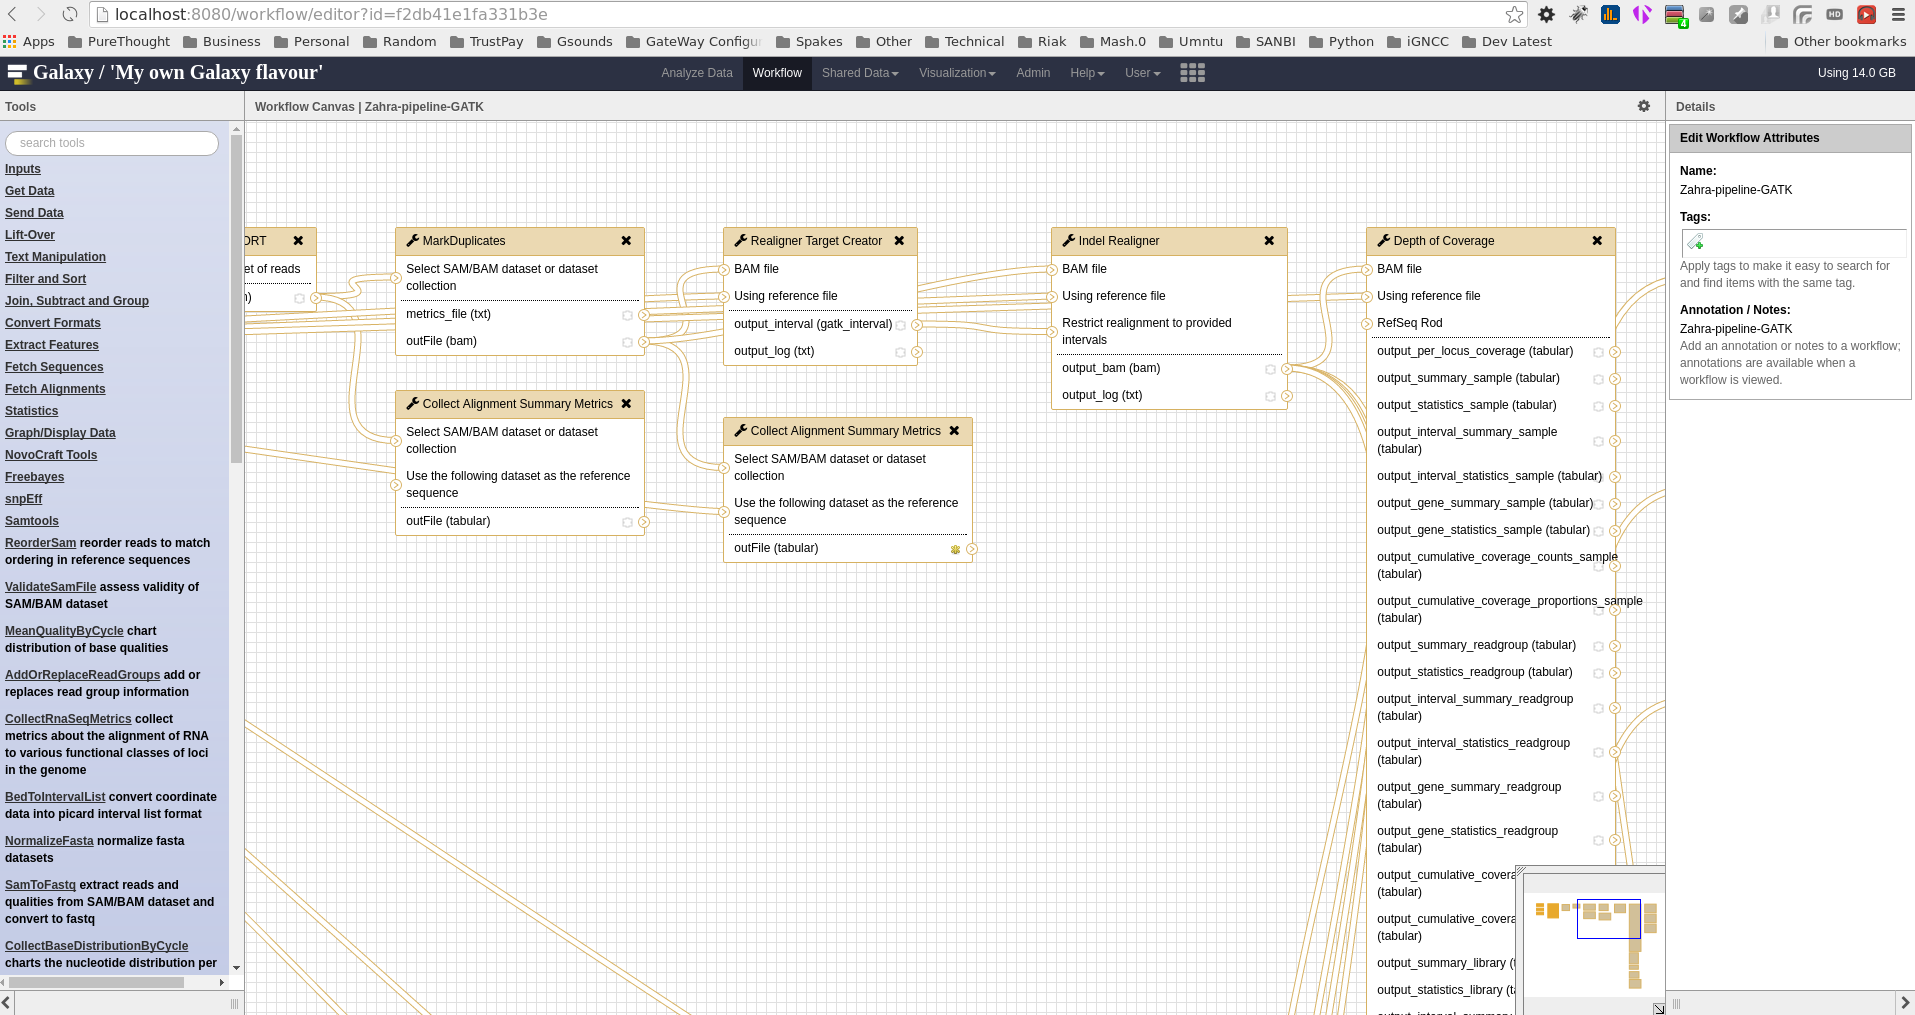 localhost:8080/workflow/editor?id=f2db41e1fa331b3e
4
HD
Apps PureThought Business Personal Random TrustPay Gsounds GateWay Configur Spakes Other Technical Riak Mash.0 Umntu SANBI Python iGNCC Dev Latest Other bookmarks
Galaxy / 'My own Galaxy flavour'
Analyze Data Workflow Shared Data Visualization Admin Help User
Using 14.0 GB
Tools
search tools
Inputs
Get Data
Send Data
Lift-Over
Text Manipulation
Filter and Sort
Join, Subtract and Group
Convert Formats
Extract Features
Fetch Sequences
Fetch Alignments
Statistics
Graph/Display Data
NovoCraft Tools
Freebayes
snpEff
Samtools
ReorderSam reorder reads to match
ordering in reference sequences
ValidateSamFile assess validity of
SAM/BAM dataset
MeanQualityByCycle chart
distribution of base qualities
AddOrReplaceReadGroups add or
replaces read group information
CollectRnaSeqMetrics collect
metrics about the alignment of RNA
to various functional classes of loci
in the genome
BedToIntervalList convert coordinate
data into picard interval list format
NormalizeFasta normalize fasta
datasets
SamToFastq extract reads and
qualities from SAM/BAM dataset and
convert to fastq
CollectBaseDistributionByCycle
charts the nucleotide distribution per
Workflow Canvas | Zahra-pipeline-GATK
ORT
et of reads
)
MarkDuplicates
Select SAM/BAM dataset or dataset
collection
metrics_file (txt)
outFile (bam)
Collect Alignment Summary Metrics
Select SAM/BAM dataset or dataset
collection
Use the following dataset as the reference
sequence
outFile (tabular)
Realigner Target Creator
BAM file
Using reference file
output_interval (gatk_interval)
output_log (txt)
Collect Alignment Summary Metrics
Select SAM/BAM dataset or dataset
collection
Use the following dataset as the reference
sequence
outFile (tabular)
Indel Realigner
BAM file
Using reference file
Restrict realignment to provided
intervals
output_bam (bam)
output_log (txt)
Depth of Coverage
BAM file
Using reference file
RefSeq Rod
output_per_locus_coverage (tabular)
output_summary_sample (tabular)
output_statistics_sample (tabular)
output_interval_summary_sample
(tabular)
output_interval_statistics_sample (tabular)
output_gene_summary_sample (tabular)
output_gene_statistics_sample (tabular)
output_cumulative_coverage_counts_sample
(tabular)
output_cumulative_coverage_proportions_sample
(tabular)
output_summary_readgroup (tabular)
output_statistics_readgroup (tabular)
output_interval_summary_readgroup
(tabular)
output_interval_statistics_readgroup
(tabular)
output_gene_summary_readgroup
(tabular)
output_gene_statistics_readgroup
(tabular)
output_cumulative_covera
(tabular)
output_cumulative_covera
(tabular)
output_summary_library (t
output_statistics_library (ta
Details
Edit Workflow Attributes
Name:
Zahra-pipeline-GATK
Tags:
Apply tags to make it easy to search for
and find items with the same tag.
Annotation / Notes:
Zahra-pipeline-GATK
Add an annotation or notes to a workflow;
annotations are available when a
workflow is viewed.